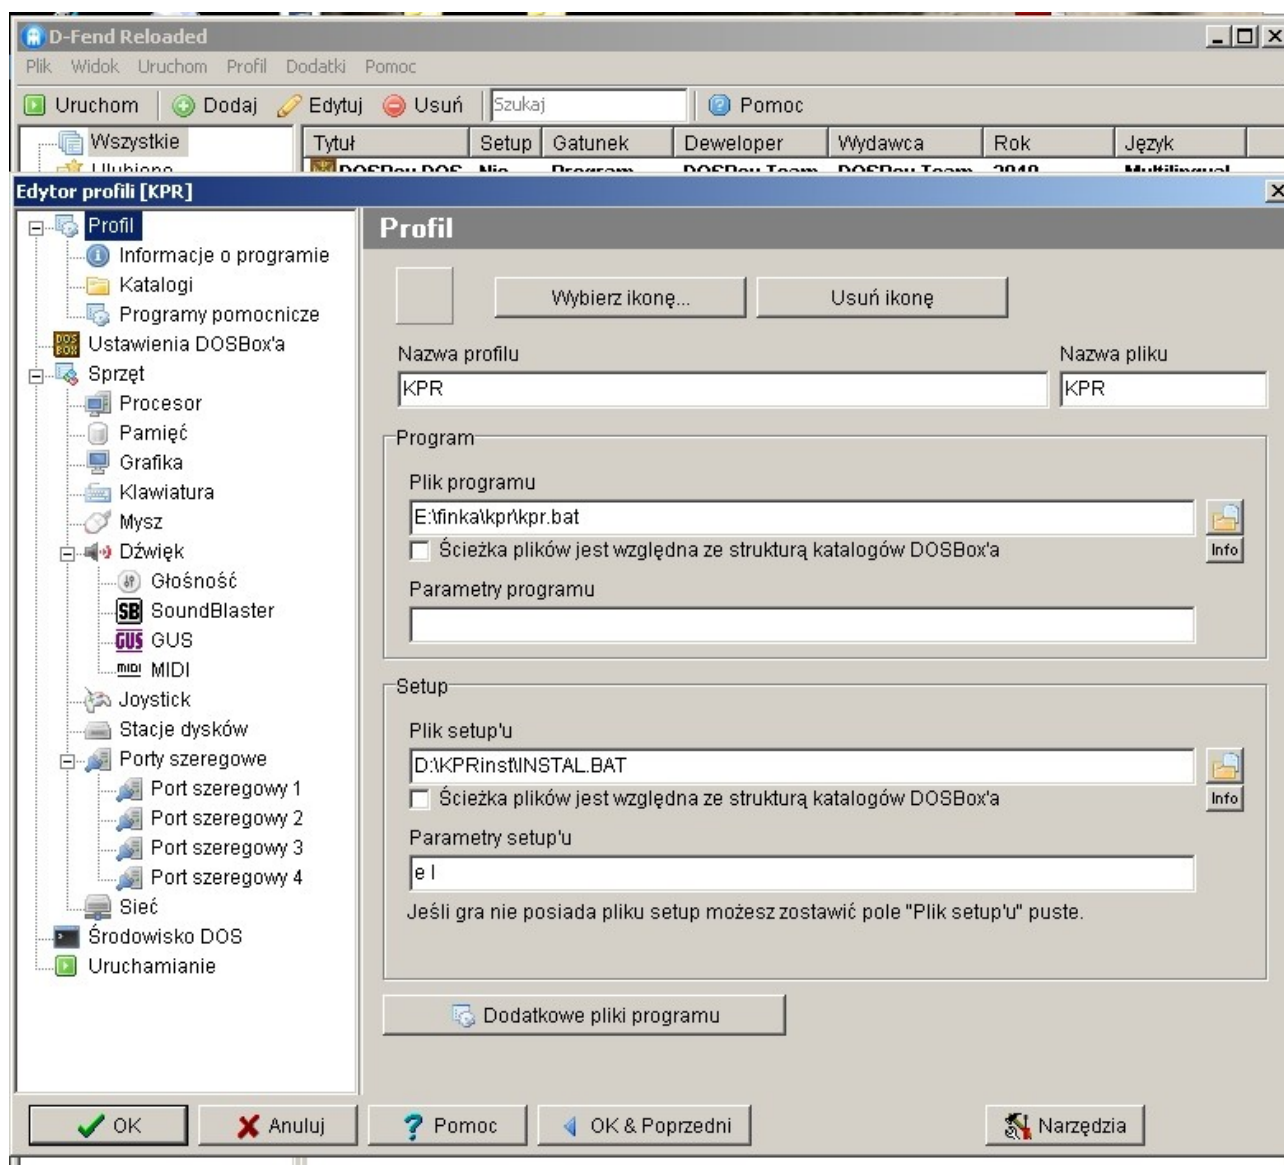 D-Fend Reloaded
Plik Widok Uruchom Profil Dodatki Pomoc
Uruchom Dodaj Edytuj Usuń Szukaj Pomoc
Wszystkie Tytuł Setup Gatunek Deweloper Wydawca Rok Język
Edytor profili [KPR]
Profil
Informacje o programie
Katalogi
Programy pomocnicze
Ustawienia DOSBox'a
Sprzęt
Procesor
Pamięć
Grafika
Klawiatura
Mysz
Dźwięk
Głośność
SB SoundBlaster
GUS GUS
MIDI MIDI
Joystick
Stacje dysków
Porty szeregowe
Port szeregowy 1
Port szeregowy 2
Port szeregowy 3
Port szeregowy 4
Sieć
Środowisko DOS
Uruchamianie
Profil
Wybierz ikonę... Usuń ikonę
Nazwa profilu Nazwa pliku
KPR KPR
Program
Plik programu
E:\finka\kpr\kpr.bat
Ścieżka plików jest względna ze strukturą katalogów DOSBox'a Info
Parametry programu
Setup
Plik setup'u
D:\KPRinst\INSTAL.BAT
Ścieżka plików jest względna ze strukturą katalogów DOSBox'a Info
Parametry setup'u
e l
Jeśli gra nie posiada pliku setup możesz zostawić pole "Plik setup'u" puste.
Dodatkowe pliki programu
OK Anuluj Pomoc OK & Poprzedni Narzędzia